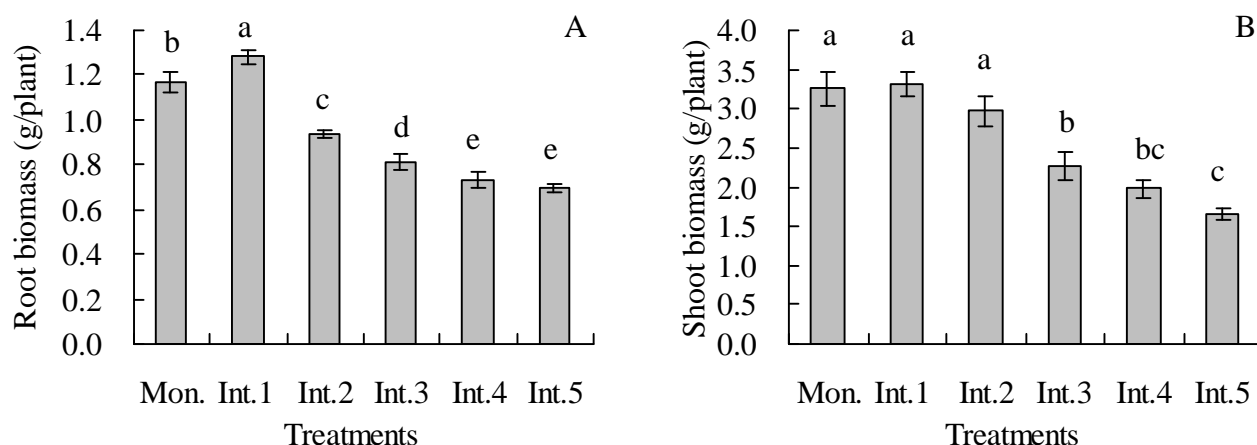 A
Root biomass (g/plant)
1.4
1.2
1.0
0.8
0.6
0.4
0.2
0.0
b
a
c
d
e
e
Mon. Int.1 Int.2 Int.3 Int.4 Int.5
Treatments
B
Shoot biomass (g/plant)
4.0
3.5
3.0
2.5
2.0
1.5
1.0
0.5
0.0
a
a
a
b
bc
c
Mon. Int.1 Int.2 Int.3 Int.4 Int.5
Treatments